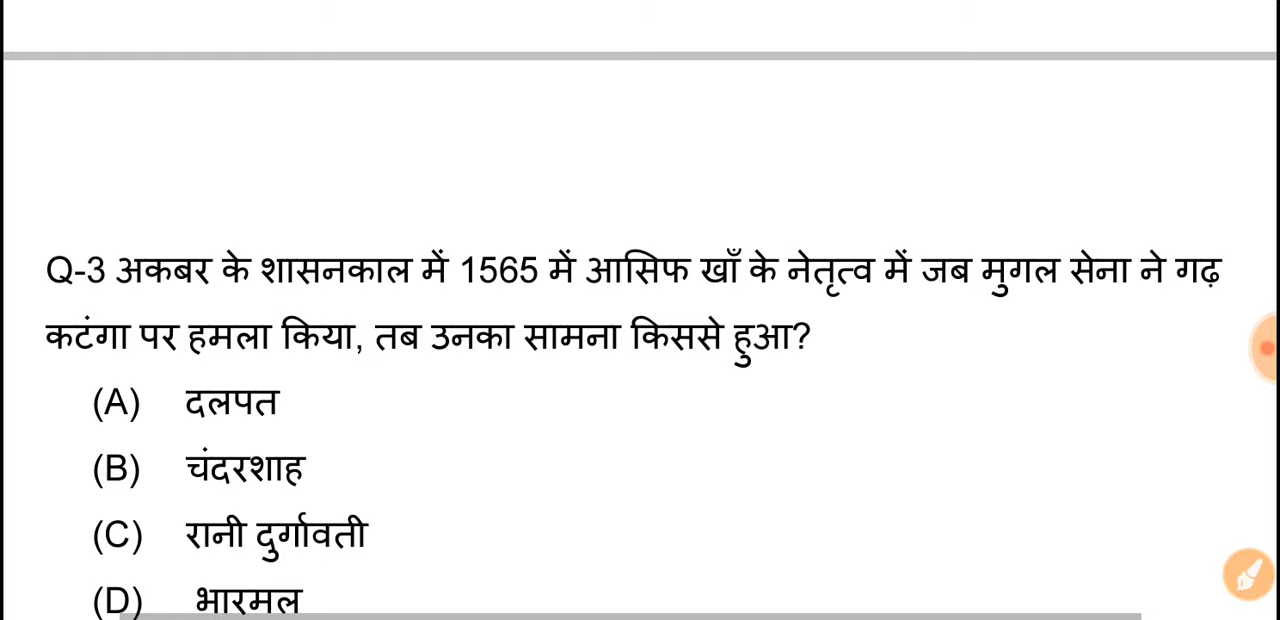 Q-3 अकबर के शासनकाल में 1565 में आसिफ खाँ के नेतृत्व में जब मुगल सेना ने गढ़
कटंगा पर हमला किया, तब उनका सामना किससे हुआ?
(A) दलपत
(B) चंदरशाह
(C) रानी दुर्गावती
(D) भारमल